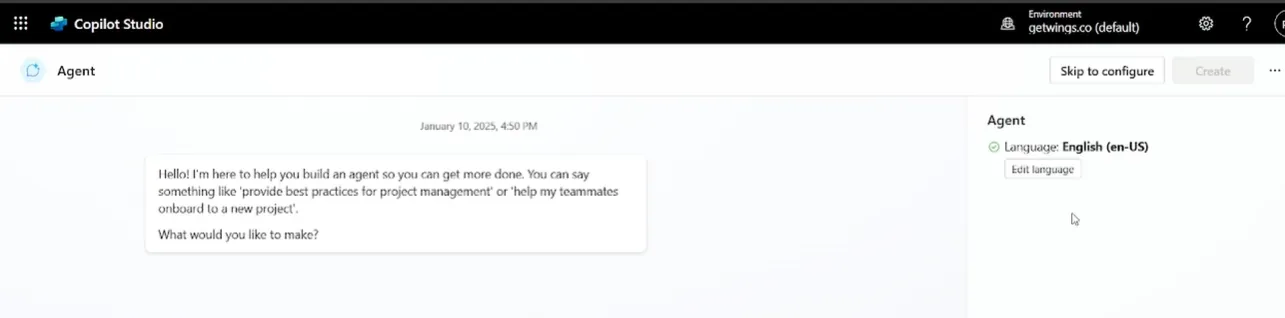 Copilot Studio
Environment
getwings.co (default)
?
Agent
Skip to configure
Create
...
January 10, 2025, 4:50 PM
Hello! I'm here to help you build an agent so you can get more done. You can say
something like 'provide best practices for project management' or 'help my teammates
onboard to a new project'.
What would you like to make?
Agent
Language: English (en-US)
Edit language